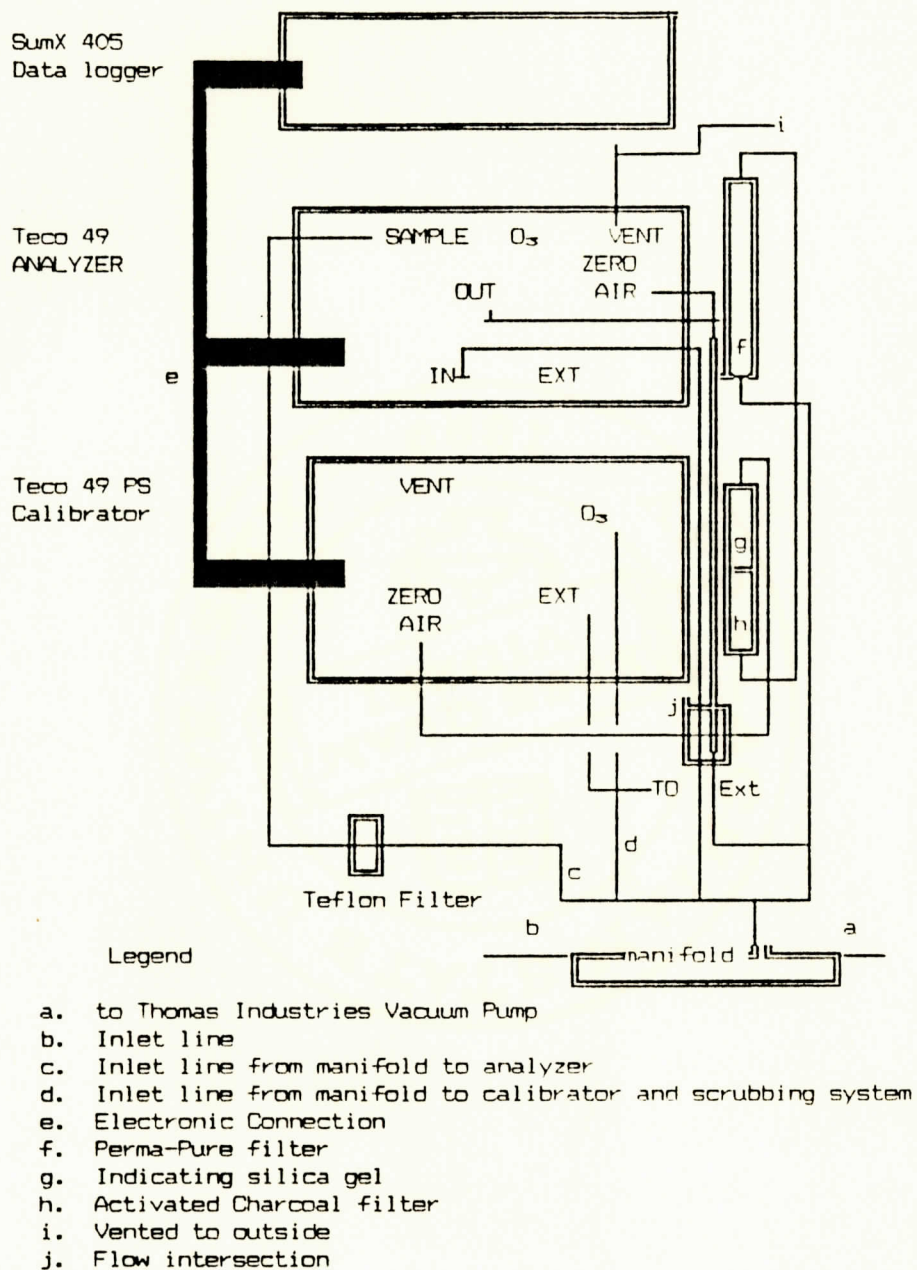 SumX 405
Data logger
i
Teco 49
ANALYZER
SAMPLE O₃ VENT
ZERO
AIR
OUT
f
e
IN EXT
Teco 49 PS
Calibrator
VENT
O₃
g
ZERO
AIR
EXT
h
j
TO Ext
d
c
Teflon Filter
b
a
Legend
manifold
a. to Thomas Industries Vacuum Pump
b. Inlet line
c. Inlet line from manifold to analyzer
d. Inlet line from manifold to calibrator and scrubbing system
e. Electronic Connection
f. Perma-Pure filter
g. Indicating silica gel
h. Activated Charcoal filter
i. Vented to outside
j. Flow intersection